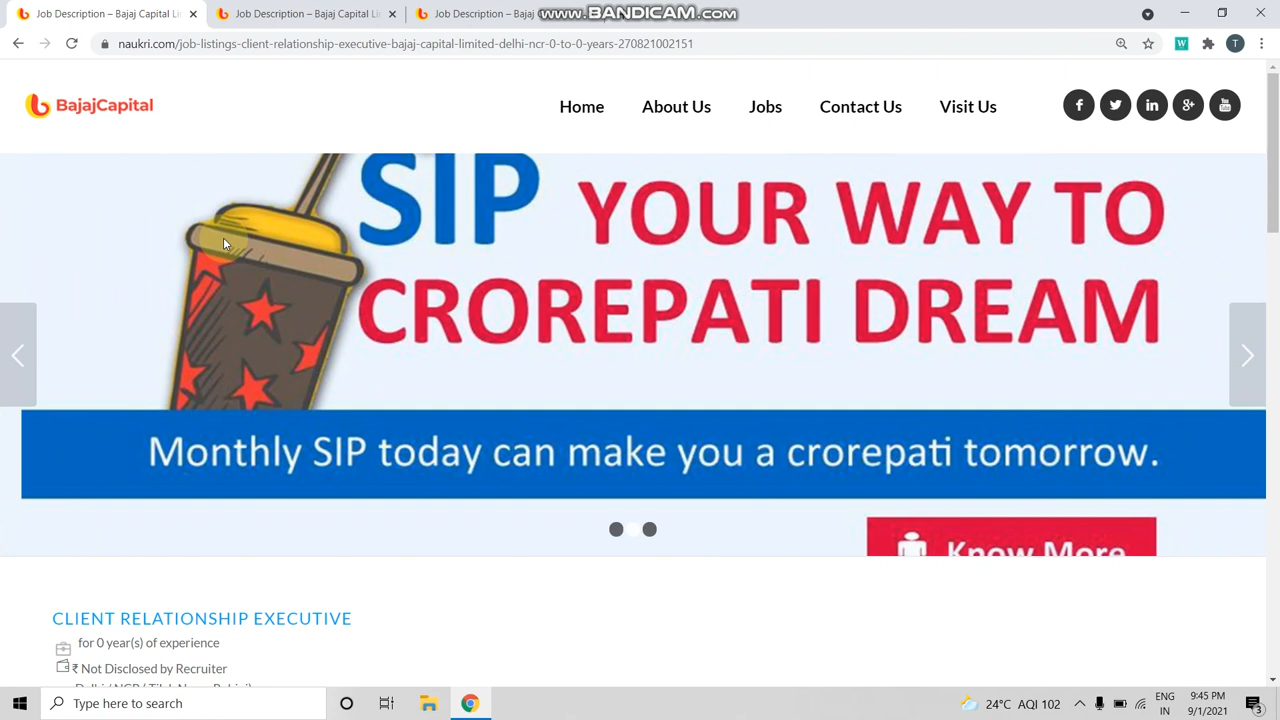 Job Description – Bajaj Capital Li
Job Description – Bajaj Capital Li
Job Description – Bajaj
www.BANDICAM.com
naukri.com/job-listings-client-relationship-executive-bajaj-capital-limited-delhi-ncr-0-to-0-years-270821002151
W
T
BajajCapital
Home
About Us
Jobs
Contact Us
Visit Us
SIP YOUR WAY TO
CROREPATI DREAM
Monthly SIP today can make you a crorepati tomorrow.
Know More
CLIENT RELATIONSHIP EXECUTIVE
for 0 year(s) of experience
₹ Not Disclosed by Recruiter
Type here to search
24°C AQI 102
ENG
IN
9:45 PM
9/1/2021
3